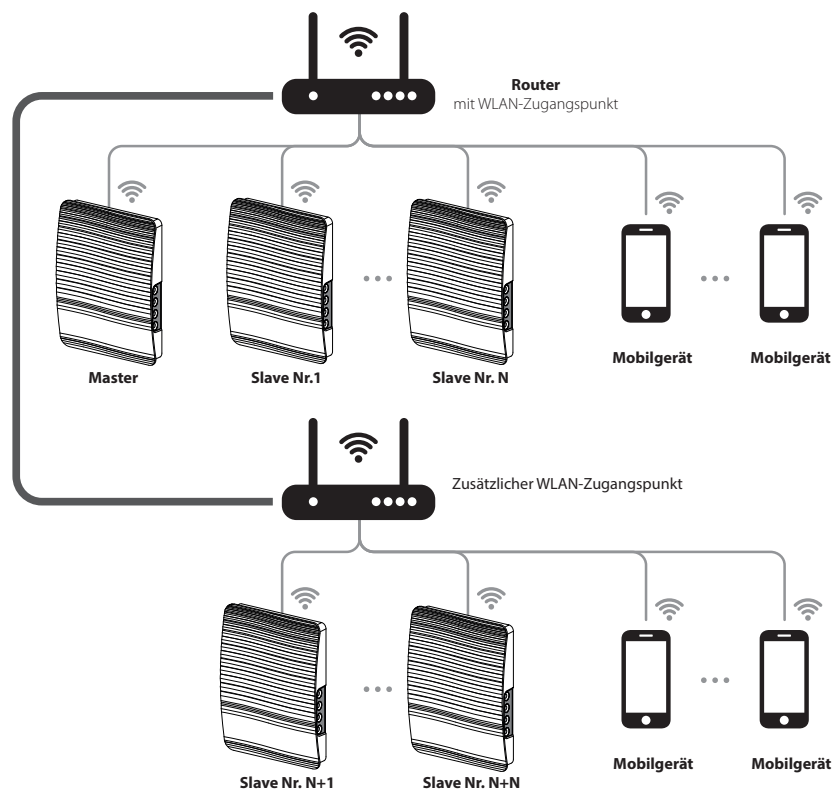 Router
mit WLAN-Zugangspunkt
Master
Slave Nr.1
Slave Nr. N
Mobilgerät
Mobilgerät
Zusätzlicher WLAN-Zugangspunkt
Slave Nr. N+1
Slave Nr. N+N
Mobilgerät
Mobilgerät